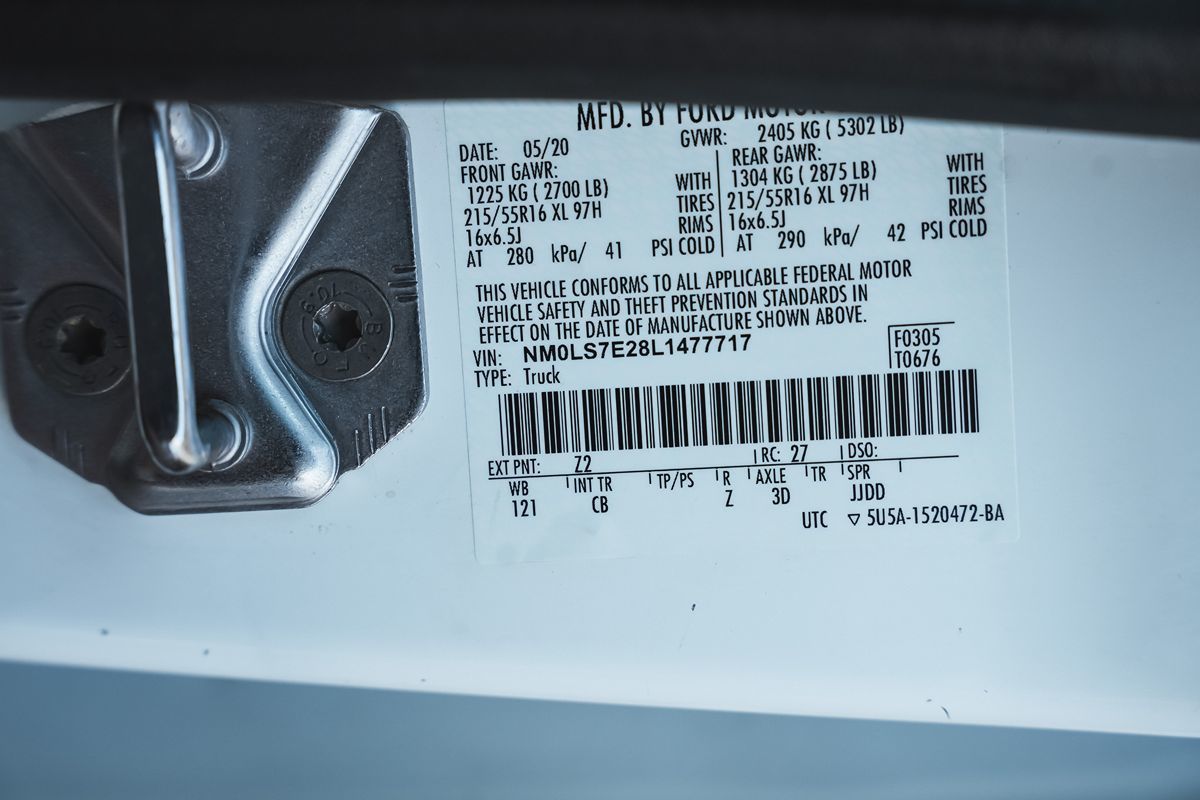 MFD. BY FORD MOTOR
DATE: 05/20 GVWR: 2405 KG ( 5302 LB)
FRONT GAWR: REAR GAWR:
1225 KG ( 2700 LB) WITH 1304 KG ( 2875 LB) WITH
215/55R16 XL 97H TIRES 215/55R16 XL 97H TIRES
16x6.5J RIMS 16x6.5J RIMS
AT 280 kPa/ 41 PSI COLD AT 290 kPa/ 42 PSI COLD
THIS VEHICLE CONFORMS TO ALL APPLICABLE FEDERAL MOTOR
VEHICLE SAFETY AND THEFT PREVENTION STANDARDS IN
EFFECT ON THE DATE OF MANUFACTURE SHOWN ABOVE.
VIN: NM0LS7E28L1477717 F0305
TYPE: Truck T0676
EXT PNT: Z2 RC: 27 DSO:
WB INT TR TP/PS R AXLE TR SPR
121 CB Z 3D JJDD
UTC ▽ 5U5A-1520472-BA